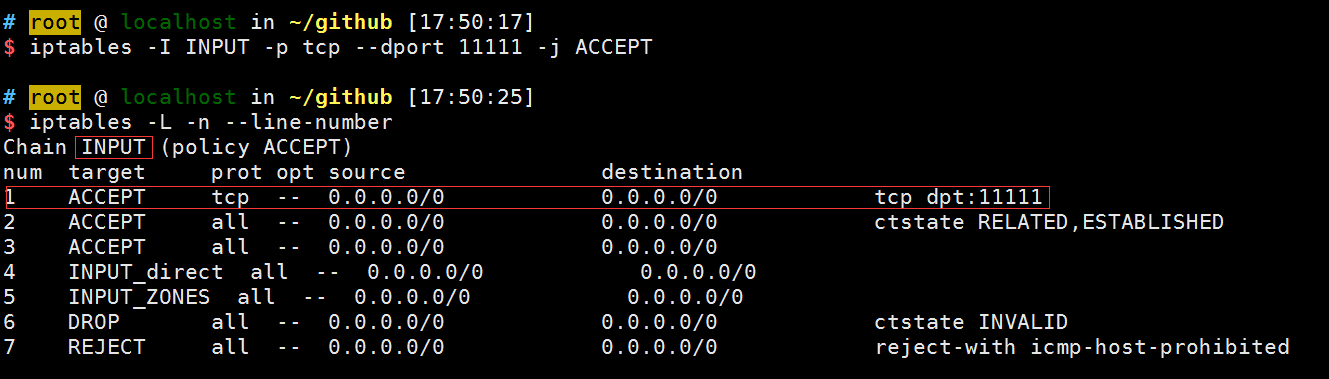 # root @ localhost in ~/github [17:50:17]
$ iptables -I INPUT -p tcp --dport 11111 -j ACCEPT
# root @ localhost in ~/github [17:50:25]
$ iptables -L -n --line-number
Chain INPUT (policy ACCEPT)
num  target     prot opt source               destination
1    ACCEPT     tcp  --  0.0.0.0/0            0.0.0.0/0            tcp dpt:11111
2    ACCEPT     all  --  0.0.0.0/0            0.0.0.0/0            ctstate RELATED,ESTABLISHED
3    ACCEPT     all  --  0.0.0.0/0            0.0.0.0/0
4    INPUT_direct  all  --  0.0.0.0/0            0.0.0.0/0
5    INPUT_ZONES  all  --  0.0.0.0/0            0.0.0.0/0
6    DROP       all  --  0.0.0.0/0            0.0.0.0/0            ctstate INVALID
7    REJECT     all  --  0.0.0.0/0            0.0.0.0/0            reject-with icmp-host-prohibited